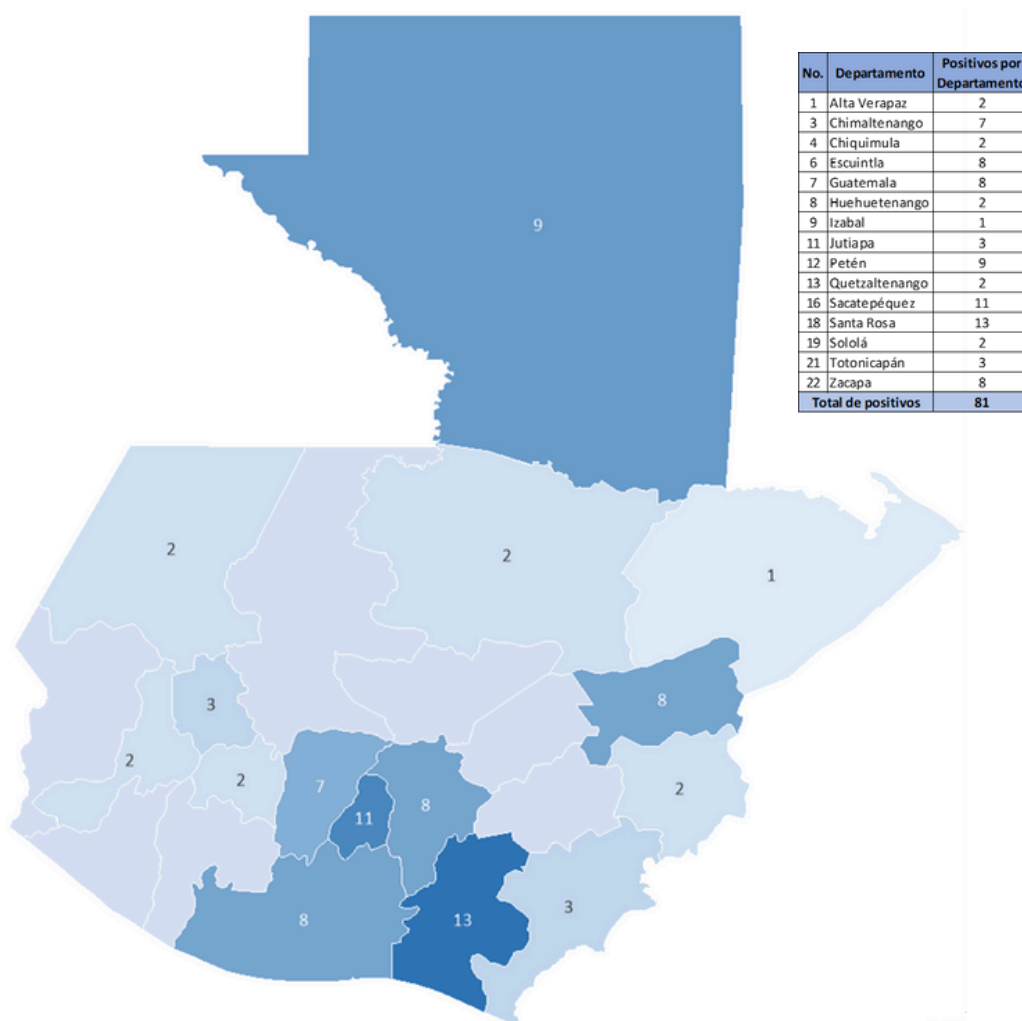 No. Departamento Positivos por Departamento
1 Alta Verapaz 2
3 Chimaltenango 7
4 Chiquimula 2
6 Escuintla 8
7 Guatemala 8
8 Huehuetenango 2
9 Izabal 1
11 Jutiapa 3
12 Petén 9
13 Quetzaltenango 2
16 Sacatepéquez 11
18 Santa Rosa 13
19 Sololá 2
21 Totonicapán 3
22 Zacapa 8
Total de positivos 81
9
2
2
1
3
8
2
2
7
8
2
11
8
13
3